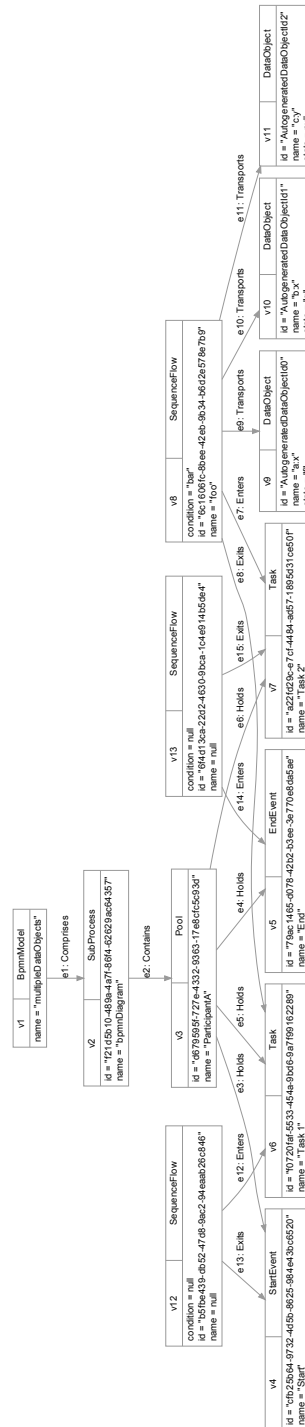 v1 BpmnModel
name = "multipleDataObjects"
e1: Comprises
v2 SubProcess
id = "f21d5b10-489a-4a7f-86f4-62629ac64357"
name = "bpmnDiagram"
e2: Contains
v12 SequenceFlow
condition = null
id = "b5fbe439-db52-47d8-9ac2-94eaab26c846"
name = null
v3 Pool
id = "d679595f-727e-4332-9363-17e8cfc5c93d"
name = "ParticipantA"
v13 SequenceFlow
condition = null
id = "6f4d13ca-22d2-4630-9bca-1c4e914b5de4"
name = null
v8 SequenceFlow
condition = "bar"
id = "6c1606fc-8bee-42eb-9b34-b6d2e578e7b9"
name = "foo"
e13: Exits
e12: Enters
e3: Holds
e5: Holds
e4: Holds
e14: Enters
e6: Holds
e15: Exits
e8: Exits
e7: Enters
e9: Transports
e10: Transports
e11: Transports
v4 StartEvent
id = "cfb25b64-9732-4d5b-8625-984e43bc6520"
name = "Start"
v6 Task
id = "f0720faf-5533-454a-9bd6-9a7f99162289"
name = "Task 1"
v5 EndEvent
id = "79ac1465-d078-42b2-b3ee-3e770e8da5ae"
name = "End"
v7 Task
id = "a22fd29c-e7cf-4484-ad57-1895d31ce50f"
name = "Task 2"
v9 DataObject
id = "AutogeneratedDataObjectId0"
name = "a:x"
v10 DataObject
id = "AutogeneratedDataObjectId1"
name = "b:x"
v11 DataObject
id = "AutogeneratedDataObjectId2"
name = "c:y"